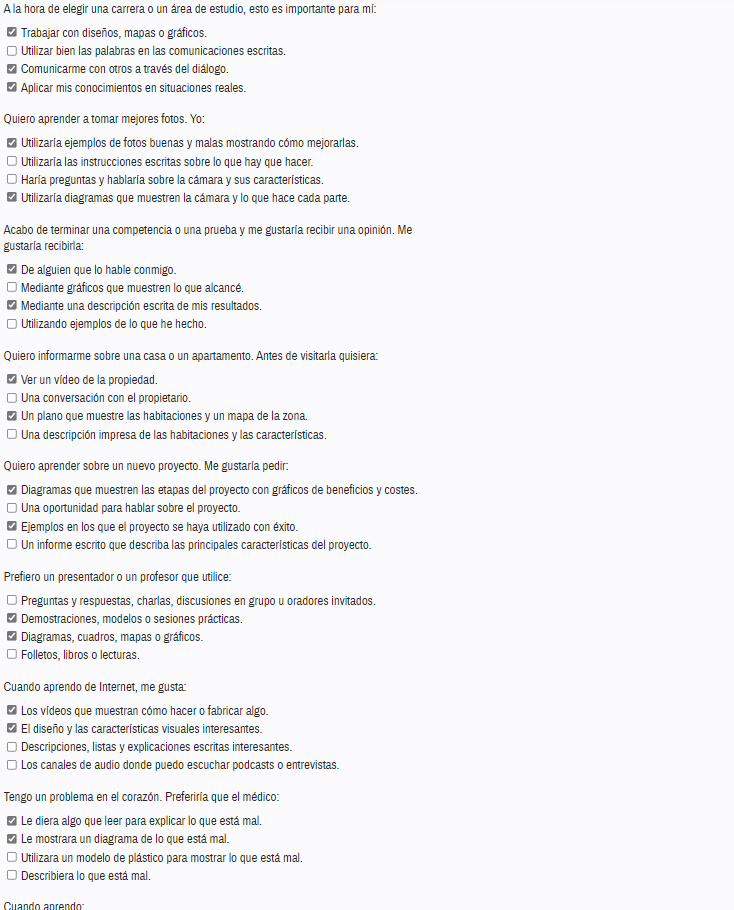 A la hora de elegir una carrera o un área de estudio, esto es importante para mí:
Trabajar con diseños, mapas o gráficos.
Utilizar bien las palabras en las comunicaciones escritas.
Comunicarme con otros a través del diálogo.
Aplicar mis conocimientos en situaciones reales.
Quiero aprender a tomar mejores fotos. Yo:
Utilizaría ejemplos de fotos buenas y malas mostrando cómo mejorarlas.
Utilizaría las instrucciones escritas sobre lo que hay que hacer.
Haría preguntas y hablaría sobre la cámara y sus características.
Utilizaría diagramas que muestren la cámara y lo que hace cada parte.
Acabo de terminar una competencia o una prueba y me gustaría recibir una opinión. Me
gustaría recibirla:
De alguien que lo hable conmigo.
Mediante gráficos que muestren lo que alcancé.
Mediante una descripción escrita de mis resultados.
Utilizando ejemplos de lo que he hecho.
Quiero informarme sobre una casa o un apartamento. Antes de visitarla quisiera:
Ver un vídeo de la propiedad.
Una conversación con el propietario.
Un plano que muestre las habitaciones y un mapa de la zona.
Una descripción impresa de las habitaciones y las características.
Quiero aprender sobre un nuevo proyecto. Me gustaría pedir:
Diagramas que muestren las etapas del proyecto con gráficos de beneficios y costes.
Una oportunidad para hablar sobre el proyecto.
Ejemplos en los que el proyecto se haya utilizado con éxito.
Un informe escrito que describa las principales características del proyecto.
Prefiero un presentador o un profesor que utilice:
Preguntas y respuestas, charlas, discusiones en grupo u oradores invitados.
Demostraciones, modelos o sesiones prácticas.
Diagramas, cuadros, mapas o gráficos.
Folletos, libros o lecturas.
Cuando aprendo de Internet, me gusta:
Los vídeos que muestran cómo hacer o fabricar algo.
El diseño y las características visuales interesantes.
Descripciones, listas y explicaciones escritas interesantes.
Los canales de audio donde puedo escuchar podcasts o entrevistas.
Tengo un problema en el corazón. Preferiría que el médico:
Le diera algo que leer para explicar lo que está mal.
Le mostrara un diagrama de lo que está mal.
Utilizara un modelo de plástico para mostrar lo que está mal.
Describiera lo que está mal.
Cuando aprendo: